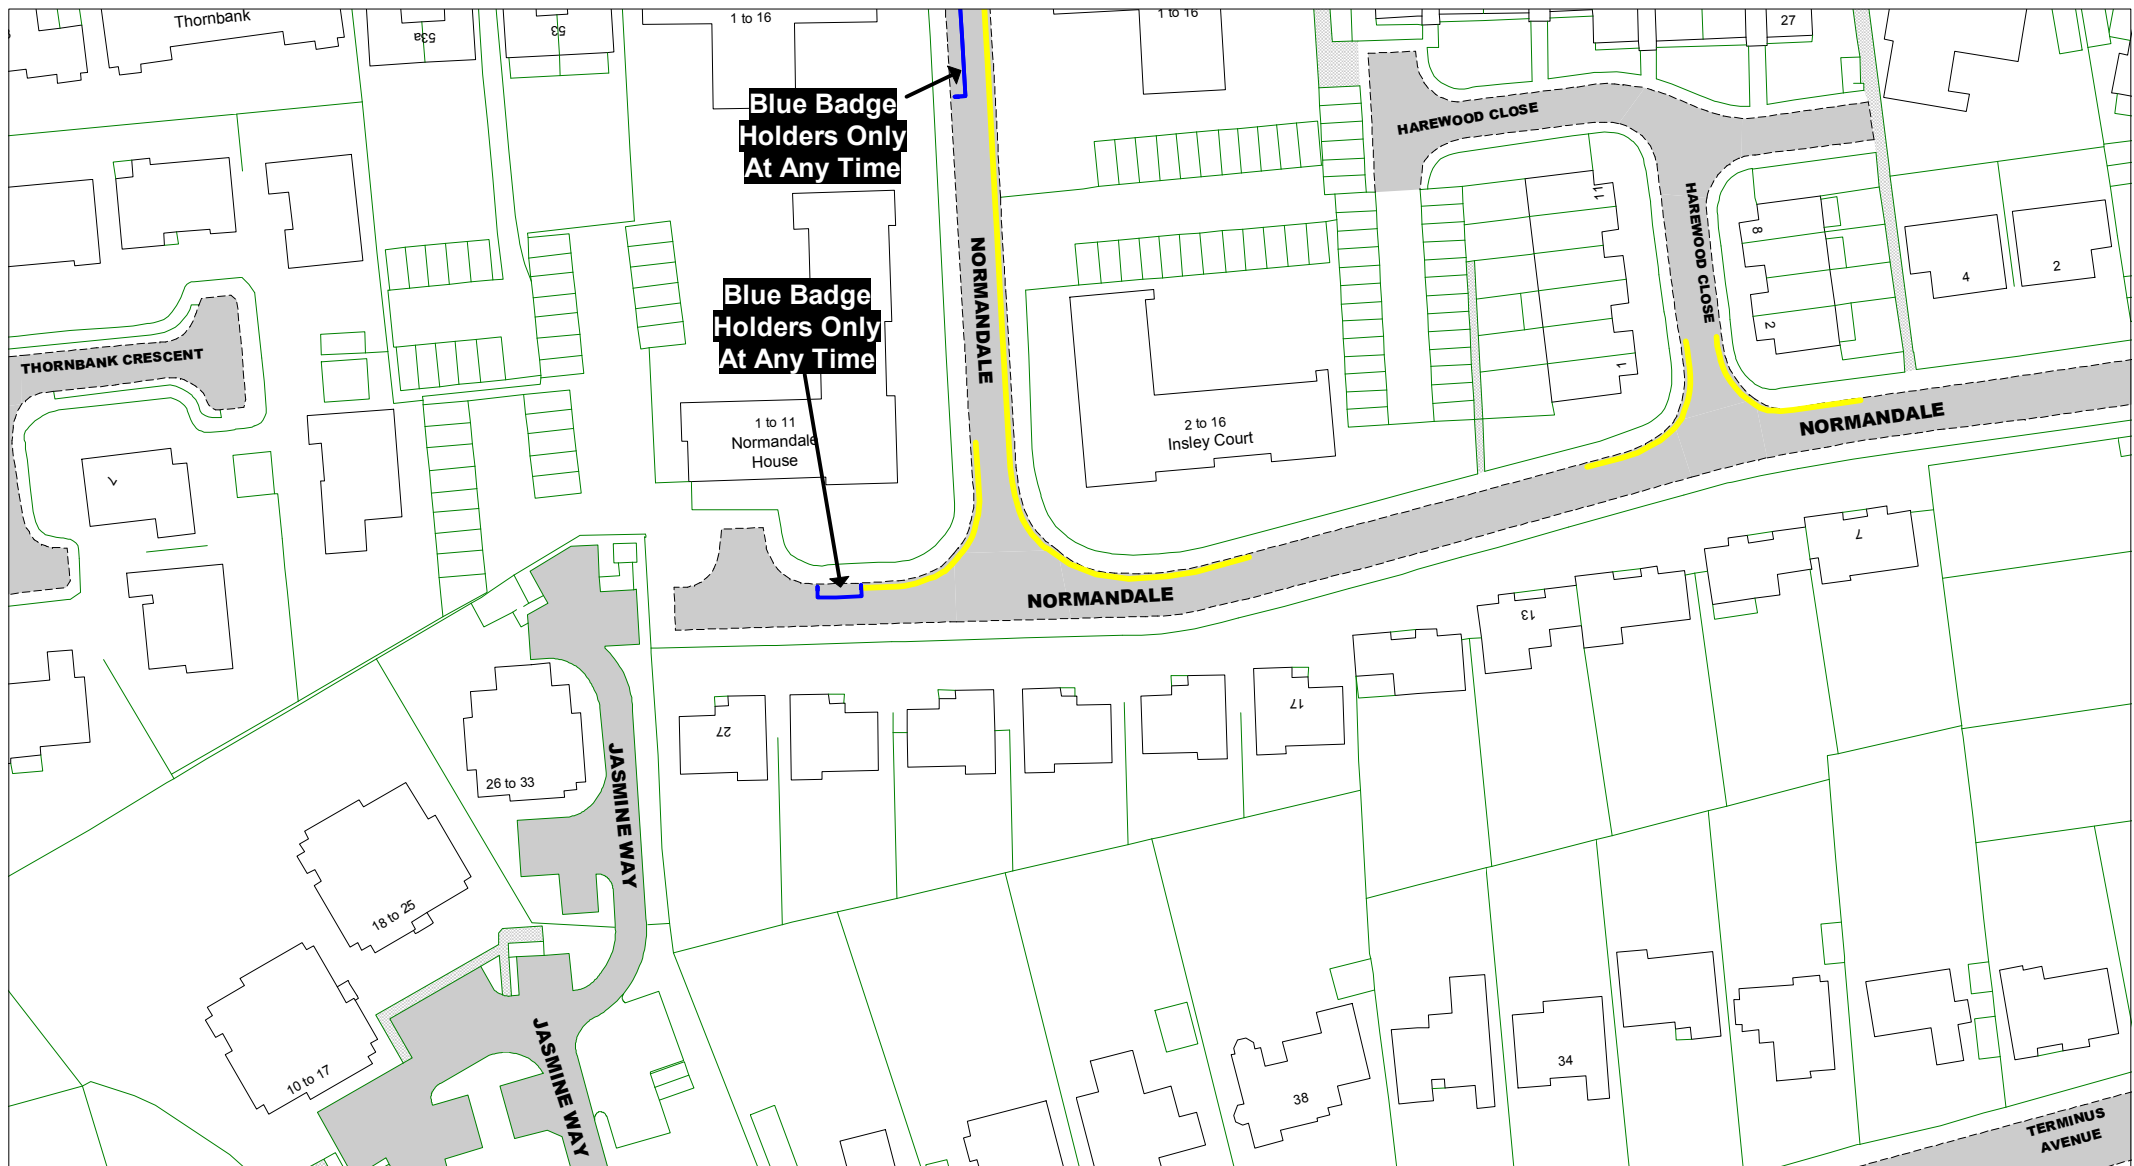 Thornbank
53a
53
1 to 16
1 to 16
27
Blue Badge
Holders Only
At Any Time
HAREWOOD CLOSE
HAREWOOD CLOSE
11
8
2
1
4
2
NORMANDALE
Blue Badge
Holders Only
At Any Time
THORNBANK CRESCENT
1 to 11
Normandale
House
2 to 16
Insley Court
NORMANDALE
1
7
13
NORMANDALE
17
27
26 to 33
JASMINE WAY
18 to 25
10 to 17
JASMINE WAY
38
34
TERMINUS
AVENUE